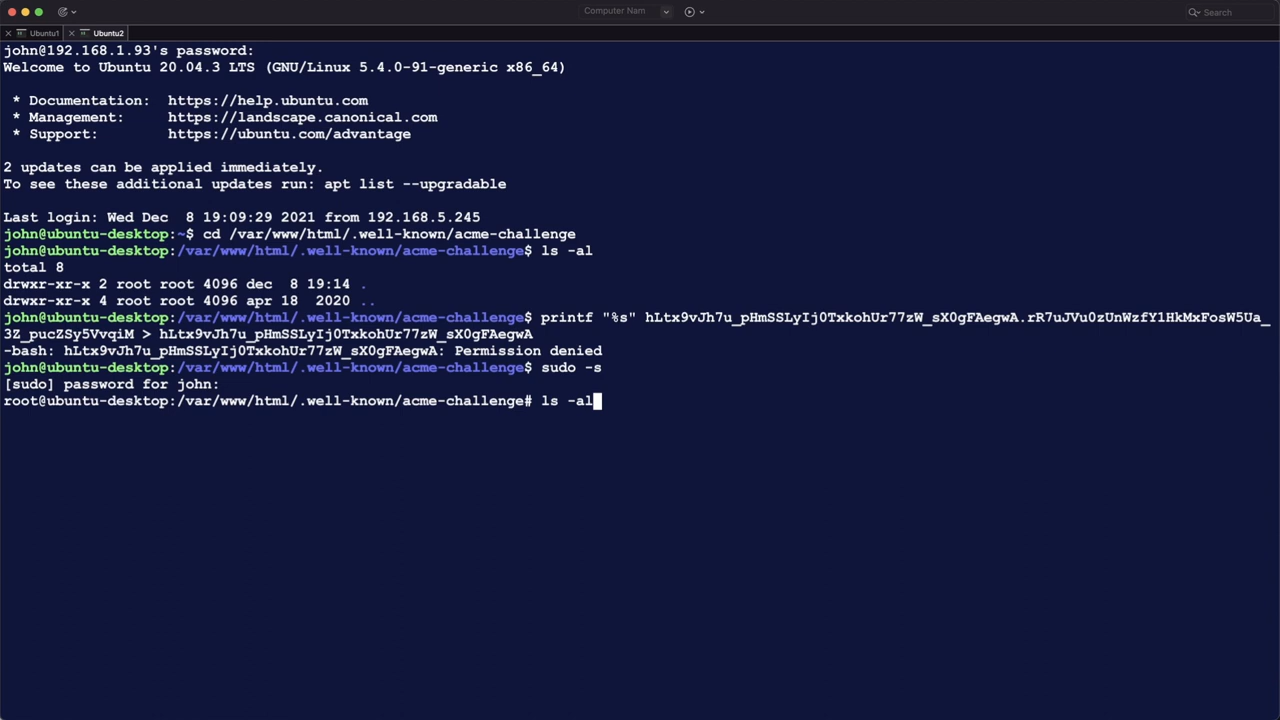 Computer Nam
Search
Ubuntu1
Ubuntu2
john@192.168.1.93's password:
Welcome to Ubuntu 20.04.3 LTS (GNU/Linux 5.4.0-91-generic x86_64)
* Documentation:  https://help.ubuntu.com
* Management:     https://landscape.canonical.com
* Support:        https://ubuntu.com/advantage
2 updates can be applied immediately.
To see these additional updates run: apt list --upgradable
Last login: Wed Dec  8 19:09:29 2021 from 192.168.5.245
john@ubuntu-desktop:~$ cd /var/www/html/.well-known/acme-challenge
john@ubuntu-desktop:/var/www/html/.well-known/acme-challenge$ ls -al
total 8
drwxr-xr-x 2 root root 4096 dec  8 19:14 .
drwxr-xr-x 4 root root 4096 apr 18  2020 ..
john@ubuntu-desktop:/var/www/html/.well-known/acme-challenge$ printf "%s" hLtx9vJh7u_pHmSSLyIj0TxkohUr77zW_sX0gFAegwA.rR7uJVu0zUnWzfY1HkMxFosW5Ua_
3Z_pucZSy5VvqiM > hLtx9vJh7u_pHmSSLyIj0TxkohUr77zW_sX0gFAegwA
-bash: hLtx9vJh7u_pHmSSLyIj0TxkohUr77zW_sX0gFAegwA: Permission denied
john@ubuntu-desktop:/var/www/html/.well-known/acme-challenge$ sudo -s
[sudo] password for john:
root@ubuntu-desktop:/var/www/html/.well-known/acme-challenge# ls -al